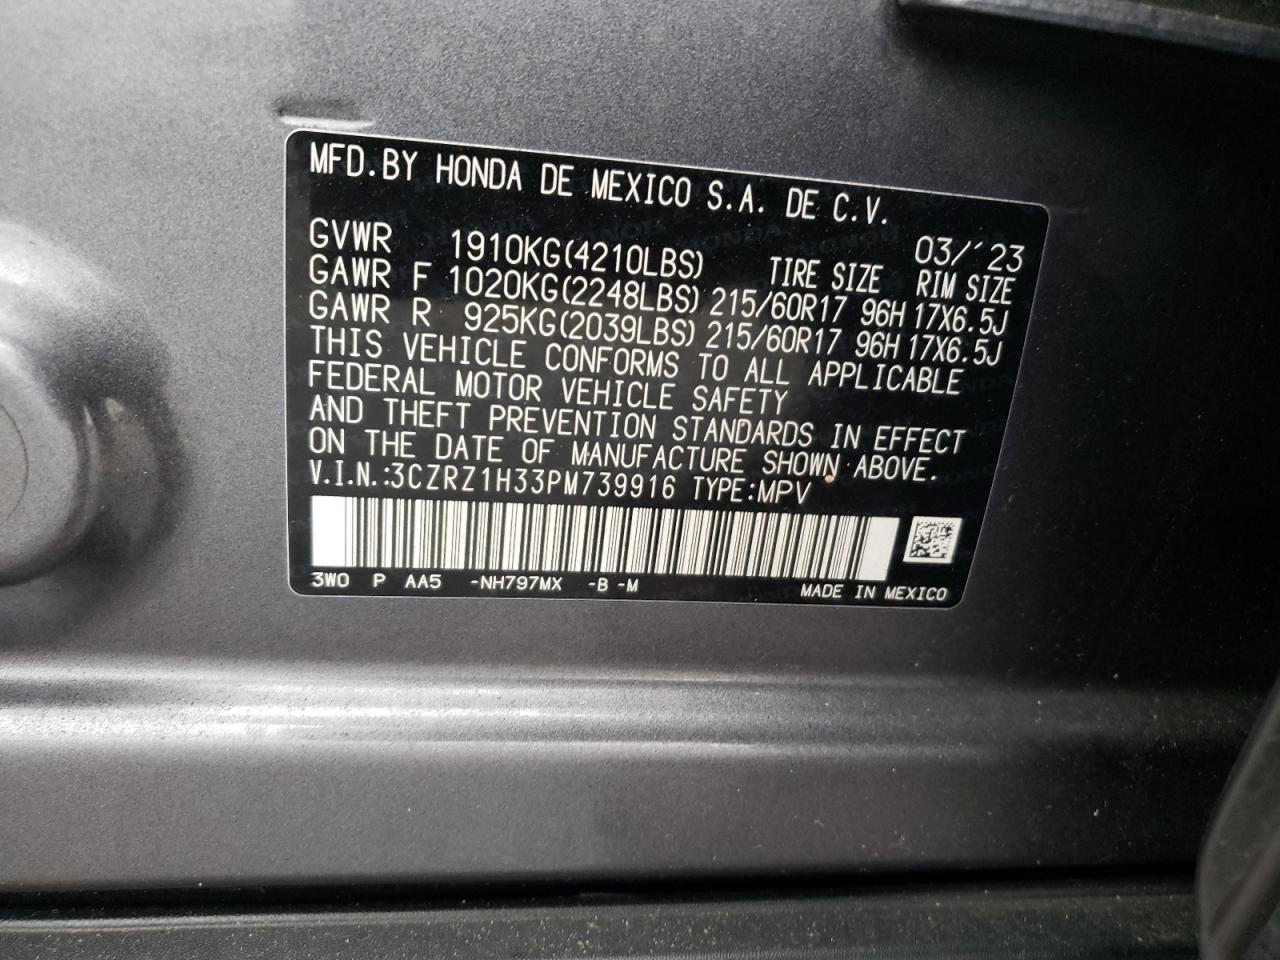 MFD.BY HONDA DE MEXICO S.A. DE C.V.
03/'23
GVWR 1910KG(4210LBS) TIRE SIZE RIM SIZE
GAWR F 1020KG(2248LBS) 215/60R17 96H 17X6.5J
GAWR R 925KG(2039LBS) 215/60R17 96H 17X6.5J
THIS VEHICLE CONFORMS TO ALL APPLICABLE
FEDERAL MOTOR VEHICLE SAFETY
AND THEFT PREVENTION STANDARDS IN EFFECT
ON THE DATE OF MANUFACTURE SHOWN ABOVE.
V.I.N.:3CZRZ1H33PM739916 TYPE:MPV
3W0 P AA5 -NH797MX -B -M MADE IN MEXICO